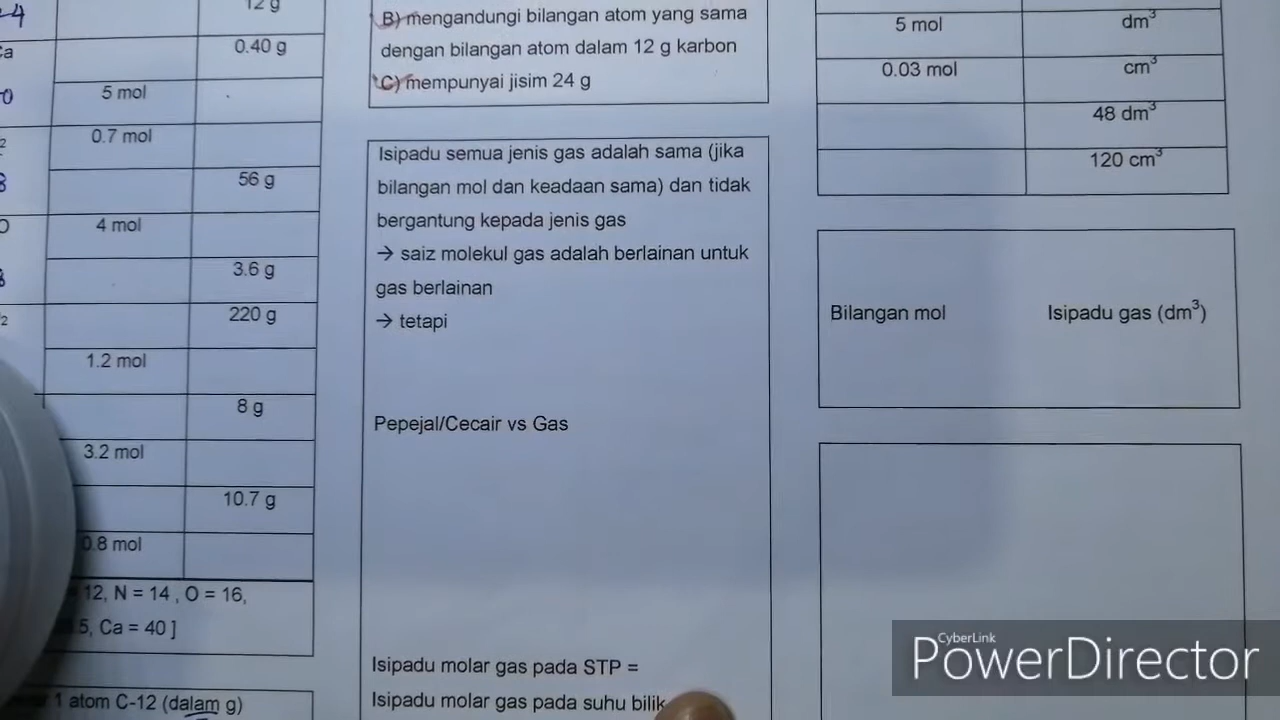 12 g
0.40 g
5 mol
0.7 mol
56 g
4 mol
3.6 g
220 g
1.2 mol
8 g
3.2 mol
10.7 g
0.8 mol
12, N = 14 , O = 16,
5, Ca = 40 ]
1 atom C-12 (dalam g)
B) mengandungi bilangan atom yang sama
dengan bilangan atom dalam 12 g karbon
C) mempunyai jisim 24 g
Isipadu semua jenis gas adalah sama (jika
bilangan mol dan keadaan sama) dan tidak
bergantung kepada jenis gas
→ saiz molekul gas adalah berlainan untuk
gas berlainan
→ tetapi
Pepejal/Cecair vs Gas
Isipadu molar gas pada STP =
Isipadu molar gas pada suhu bilik
5 mol dm³
0.03 mol cm³
48 dm³
120 cm³
Bilangan mol Isipadu gas (dm³)
CyberLink
PowerDirector